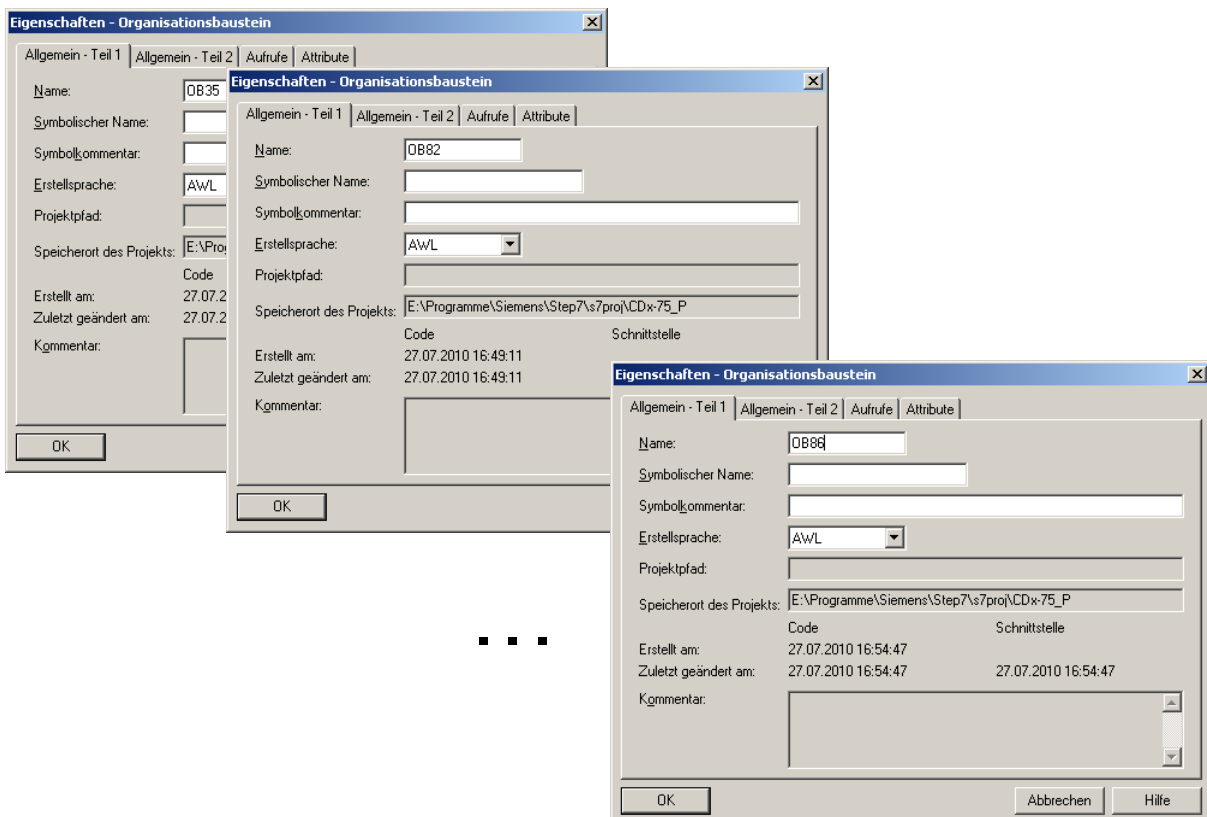 Eigenschaften - Organisationsbaustein
Allgemein - Teil 1 Allgemein - Teil 2 Aufrufe Attribute
Name: OB35
Symbolischer Name:
Symbolkommentar:
Erstellsprache: AWL
Projektpfad:
Speicherort des Projekts:
Code
Erstellt am: 27.07.2
Zuletzt geändert am: 27.07.2
Kommentar:
OK
Eigenschaften - Organisationsbaustein
Allgemein - Teil 1 Allgemein - Teil 2 Aufrufe Attribute
Name: OB82
Symbolischer Name:
Symbolkommentar:
Erstellsprache: AWL
Projektpfad:
Speicherort des Projekts: E:\Programme\Siemens\Step7\s7proj\CDx-75_P
Code Schnittstelle
Erstellt am: 27.07.2010 16:49:11
Zuletzt geändert am: 27.07.2010 16:49:11
Kommentar:
OK
Eigenschaften - Organisationsbaustein
Allgemein - Teil 1 Allgemein - Teil 2 Aufrufe Attribute
Name: OB86
Symbolischer Name:
Symbolkommentar:
Erstellsprache: AWL
Projektpfad:
Speicherort des Projekts: E:\Programme\Siemens\Step7\s7proj\CDx-75_P
Code Schnittstelle
Erstellt am: 27.07.2010 16:54:47
Zuletzt geändert am: 27.07.2010 16:54:47 27.07.2010 16:54:47
Kommentar:
OK Abbrechen Hilfe
...